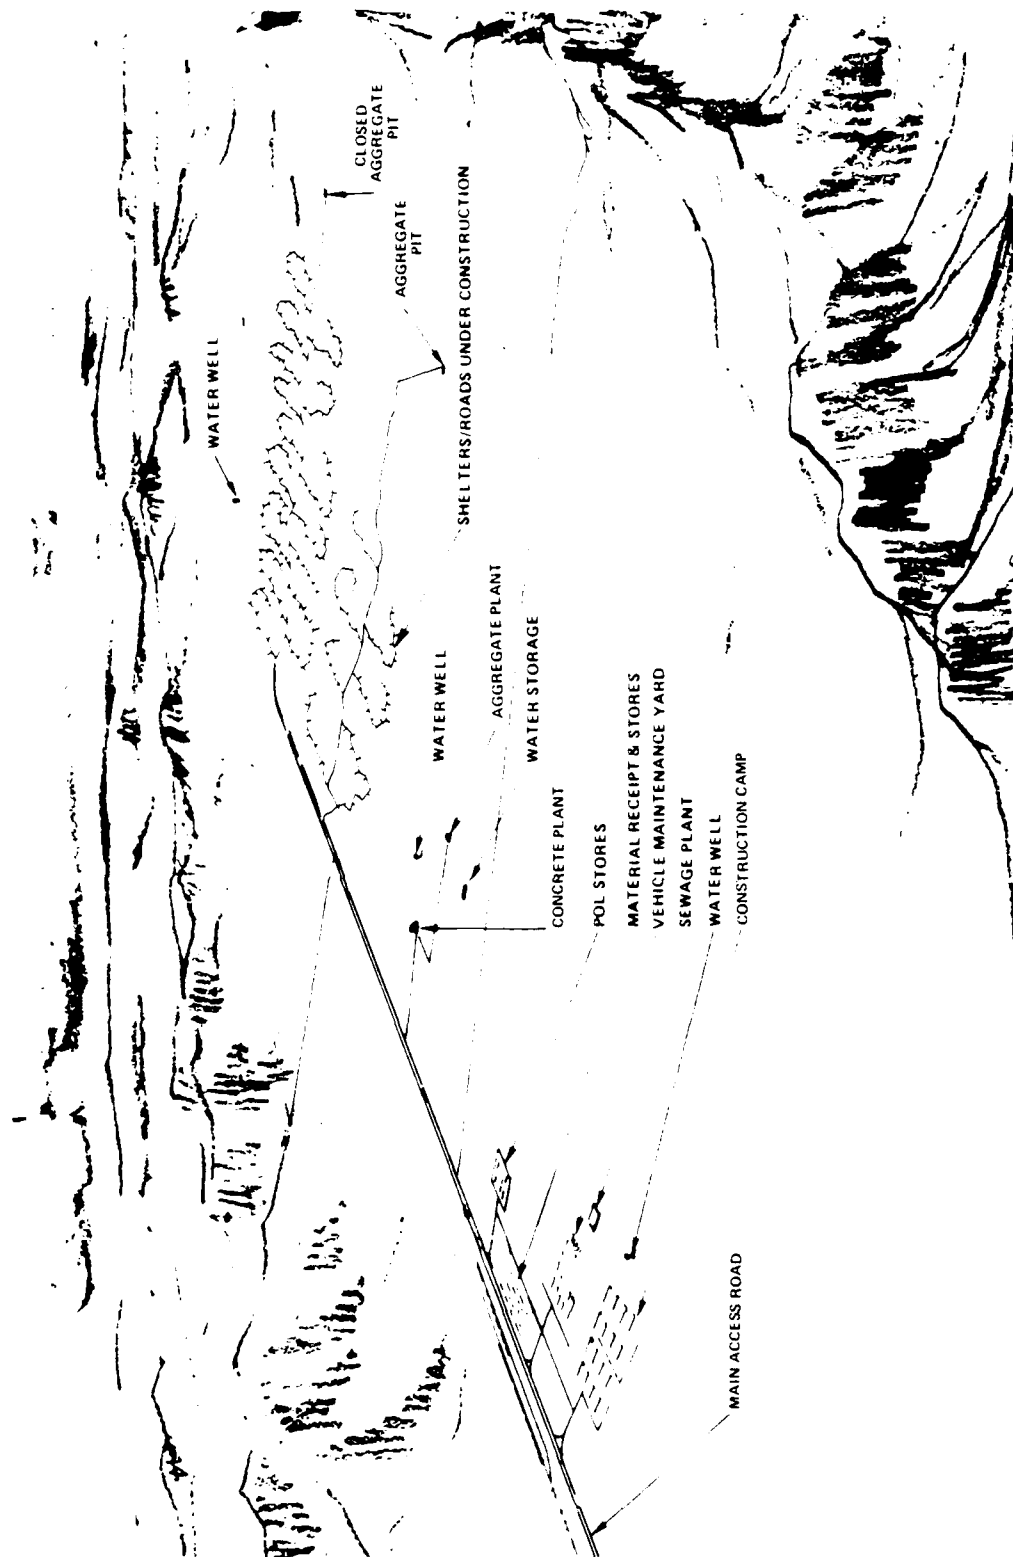 CLOSED
AGGREGATE
PIT
AGGREGATE
PIT
WATER WELL
SHELTERS/ROADS UNDER CONSTRUCTION
WATER WELL
AGGREGATE PLANT
WATER STORAGE
CONCRETE PLANT
POL STORES
MATERIAL RECEIPT & STORES
VEHICLE MAINTENANCE YARD
SEWAGE PLANT
WATER WELL
CONSTRUCTION CAMP
MAIN ACCESS ROAD